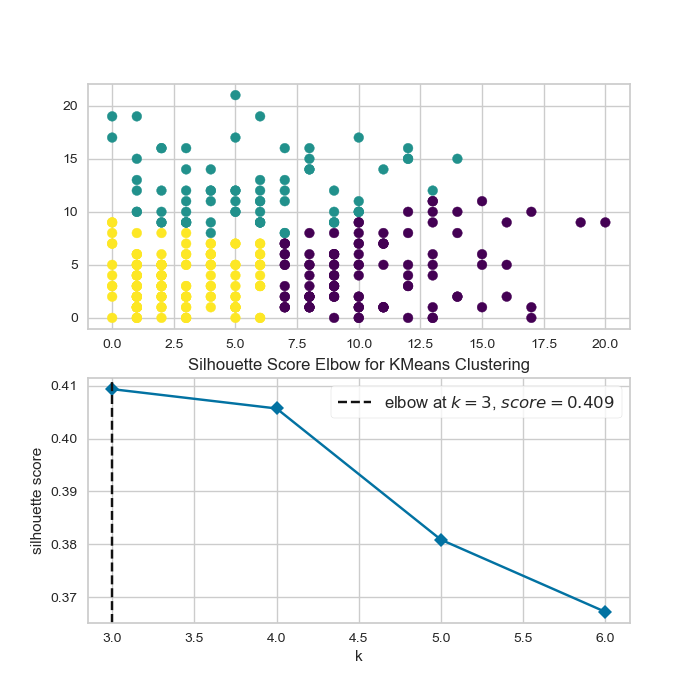 20
15
10
5
0
0.0 2.5 5.0 7.5 10.0 12.5 15.0 17.5 20.0
Silhouette Score Elbow for KMeans Clustering
0.41
elbow at k = 3, score = 0.409
0.40
0.39
0.38
0.37
silhouette score
3.0 3.5 4.0 4.5 5.0 5.5 6.0
k